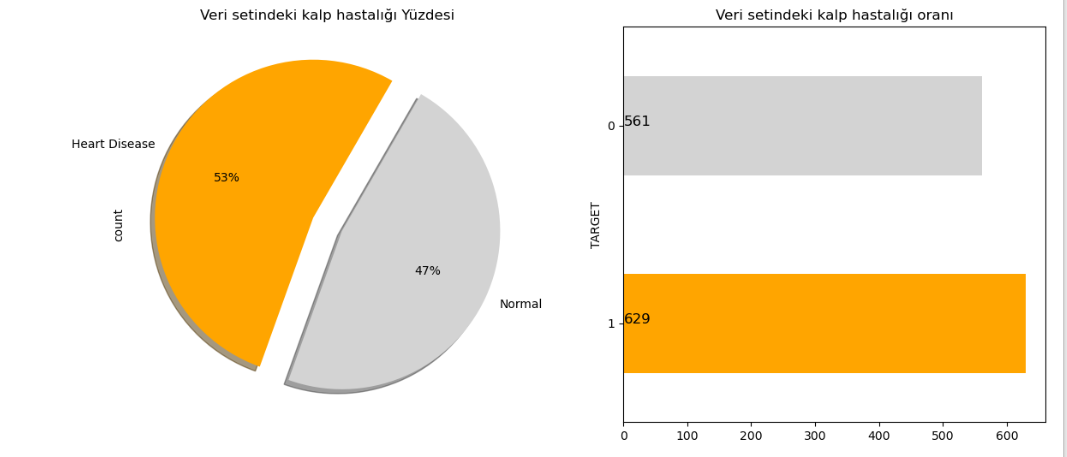 Veri setindeki kalp hastalığı Yüzdesi
Heart Disease
53%
count
47%
Normal
Veri setindeki kalp hastalığı oranı
TARGET
0
561
1
629
0 100 200 300 400 500 600